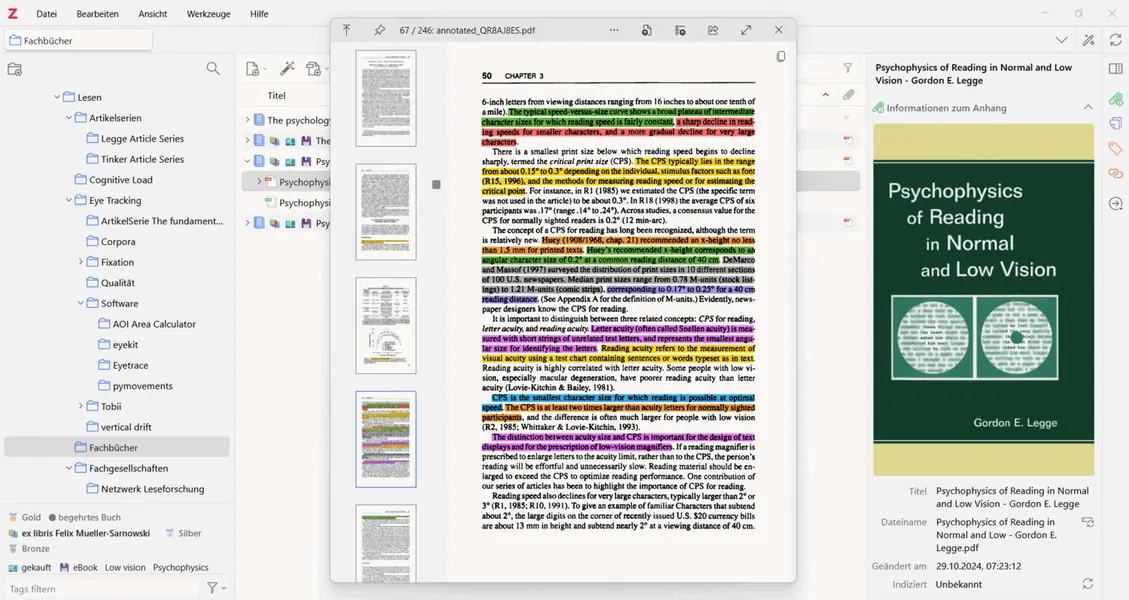 Z Datei Bearbeiten Ansicht Werkzeuge Hilfe
Fachbücher
Lesen
Artikelserien
Legge Article Series
Tinker Article Series
Cognitive Load
Eye Tracking
ArtikelSerie The fundament...
Corpora
Fixation
Qualität
Software
AOI Area Calculator
eyekit
Eyetrace
pymovements
Tobii
vertical drift
Fachbücher
Fachgesellschaften
Netzwerk Leseforschung
Gold begehrtes Buch
ex libris Felix Mueller-Sarnowski Silber
Bronze
gekauft eBook Low vision Psychophysics
Tags filtern
Titel
The psycholog
The
Psy
Psychophysi
Psychophysi
Psy
67 / 246: annotated_QR8AJ8ES.pdf
50 CHAPTER 3
6-inch letters from viewing distances ranging from 16 inches to about one tenth of
a mile). The typical speed-versus-size curve shows a broad plateau of intermediate
character sizes for which reading speed is fairly constant, a sharp decline in read-
ing speeds for smaller characters, and a more gradual decline for very large
characters.
There is a smallest print size below which reading speed begins to decline
sharply, termed the critical print size (CPS). The CPS typically lies in the range
from about 0.15° to 0.3° depending on the individual, stimulus factors such as font
(R15, 1996), and the methods for measuring reading speed or for estimating the
critical point. For instance, in R1 (1985) we estimated the CPS (the specific term
was not used in the article) to be about 0.3°. In R18 (1998) the average CPS of six
participants was .17° (range .14° to .24°). Across studies, a consensus value for the
CPS for normally sighted readers is 0.2° (12 min-arc).
The concept of a CPS for reading has long been recognized, although the term
is relatively new. Huey (1908/1968, chap. 21) recommended an x-height no less
than 1.5 mm for printed texts. Huey's recommended x-height corresponds to an
angular character size of 0.2° at a common reading distance of 40 cm. DeMarco
and Massof (1997) surveyed the distribution of print sizes in 10 different sections
of 100 U.S. newspapers. Median print sizes range from 0.78 M-units (stock list-
ings) to 1.21 M-units (comic strips), corresponding to 0.17° to 0.25° for a 40 cm
reading distance. (See Appendix A for the definition of M-units.) Evidently, news-
paper designers know the CPS for reading.
It is important to distinguish between three related concepts: CPS for reading,
letter acuity, and reading acuity. Letter acuity (often called Snellen acuity) is mea-
sured with short strings of unrelated test letters, and represents the smallest angu-
lar size for identifying the letters. Reading acuity refers to the measurement of
visual acuity using a test chart containing sentences or words typeset as in text.
Reading acuity is highly correlated with letter acuity. Some people with low vi-
sion, especially macular degeneration, have poorer reading acuity than letter
acuity (Lovie-Kitchin & Bailey, 1981).
CPS is the smallest character size for which reading is possible at optimal
speed. The CPS is at least two times larger than acuity letters for normally sighted
participants, and the difference is often much larger for people with low vision
(R2, 1985; Whittaker & Lovie-Kitchin, 1993).
The distinction between acuity size and CPS is important for the design of text
displays and for the prescription of low-vision magnifiers. If a reading magnifier is
prescribed to enlarge letters to the acuity limit, rather than to the CPS, the person's
reading will be effortful and unnecessarily slow. Reading material should be en-
larged to exceed the CPS to optimize reading performance. One contribution of
our series of articles has been to highlight the importance of CPS for reading.
Reading speed also declines for very large characters, typically larger than 2° or
3° (R1, 1985; R10, 1991). To give an example of familiar Characters that subtend
about 2°, the large digits on the corner of recently issued U.S. $20 currency bills
are about 13 mm in height and subtend nearly 2° at a viewing distance of 40 cm.
Psychophysics of Reading in Normal and Low
Vision - Gordon E. Legge
Informationen zum Anhang
Psychophysics
of Reading
in Normal
and Low Vision
Gordon E. Legge
Titel Psychophysics of Reading in Normal
and Low Vision - Gordon E. Legge
Dateiname Psychophysics of Reading in
Normal and Low - Gordon E.
Legge.pdf
Geändert am 29.10.2024, 07:23:12
Indiziert Unbekannt